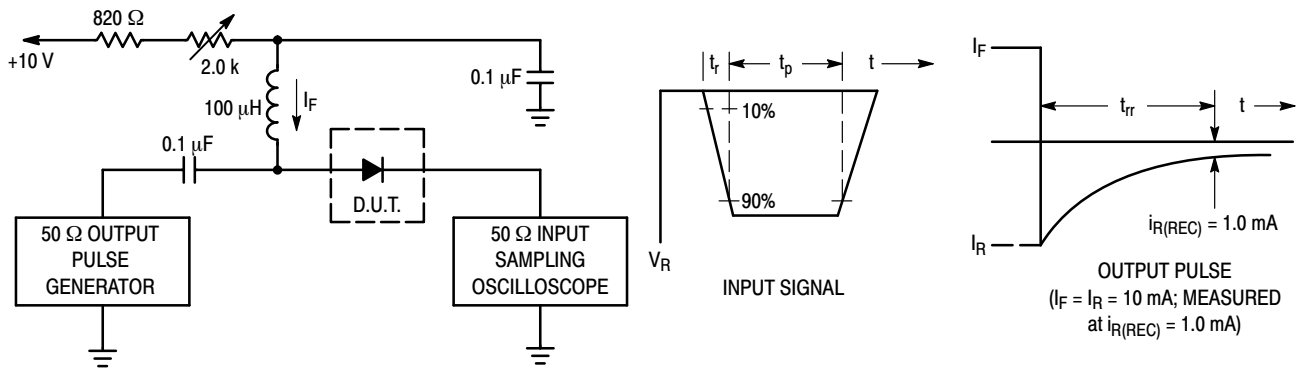 820 Ω
+10 V
2.0 k
100 μH
I_F
0.1 μF
0.1 μF
D.U.T.
50 Ω OUTPUT
PULSE
GENERATOR
50 Ω INPUT
SAMPLING
OSCILLOSCOPE
t_r
t_p
t
10%
90%
V_R
INPUT SIGNAL
I_F
t_rr
t
I_R
i_R(REC) = 1.0 mA
OUTPUT PULSE
(I_F = I_R = 10 mA; MEASURED
at i_R(REC) = 1.0 mA)